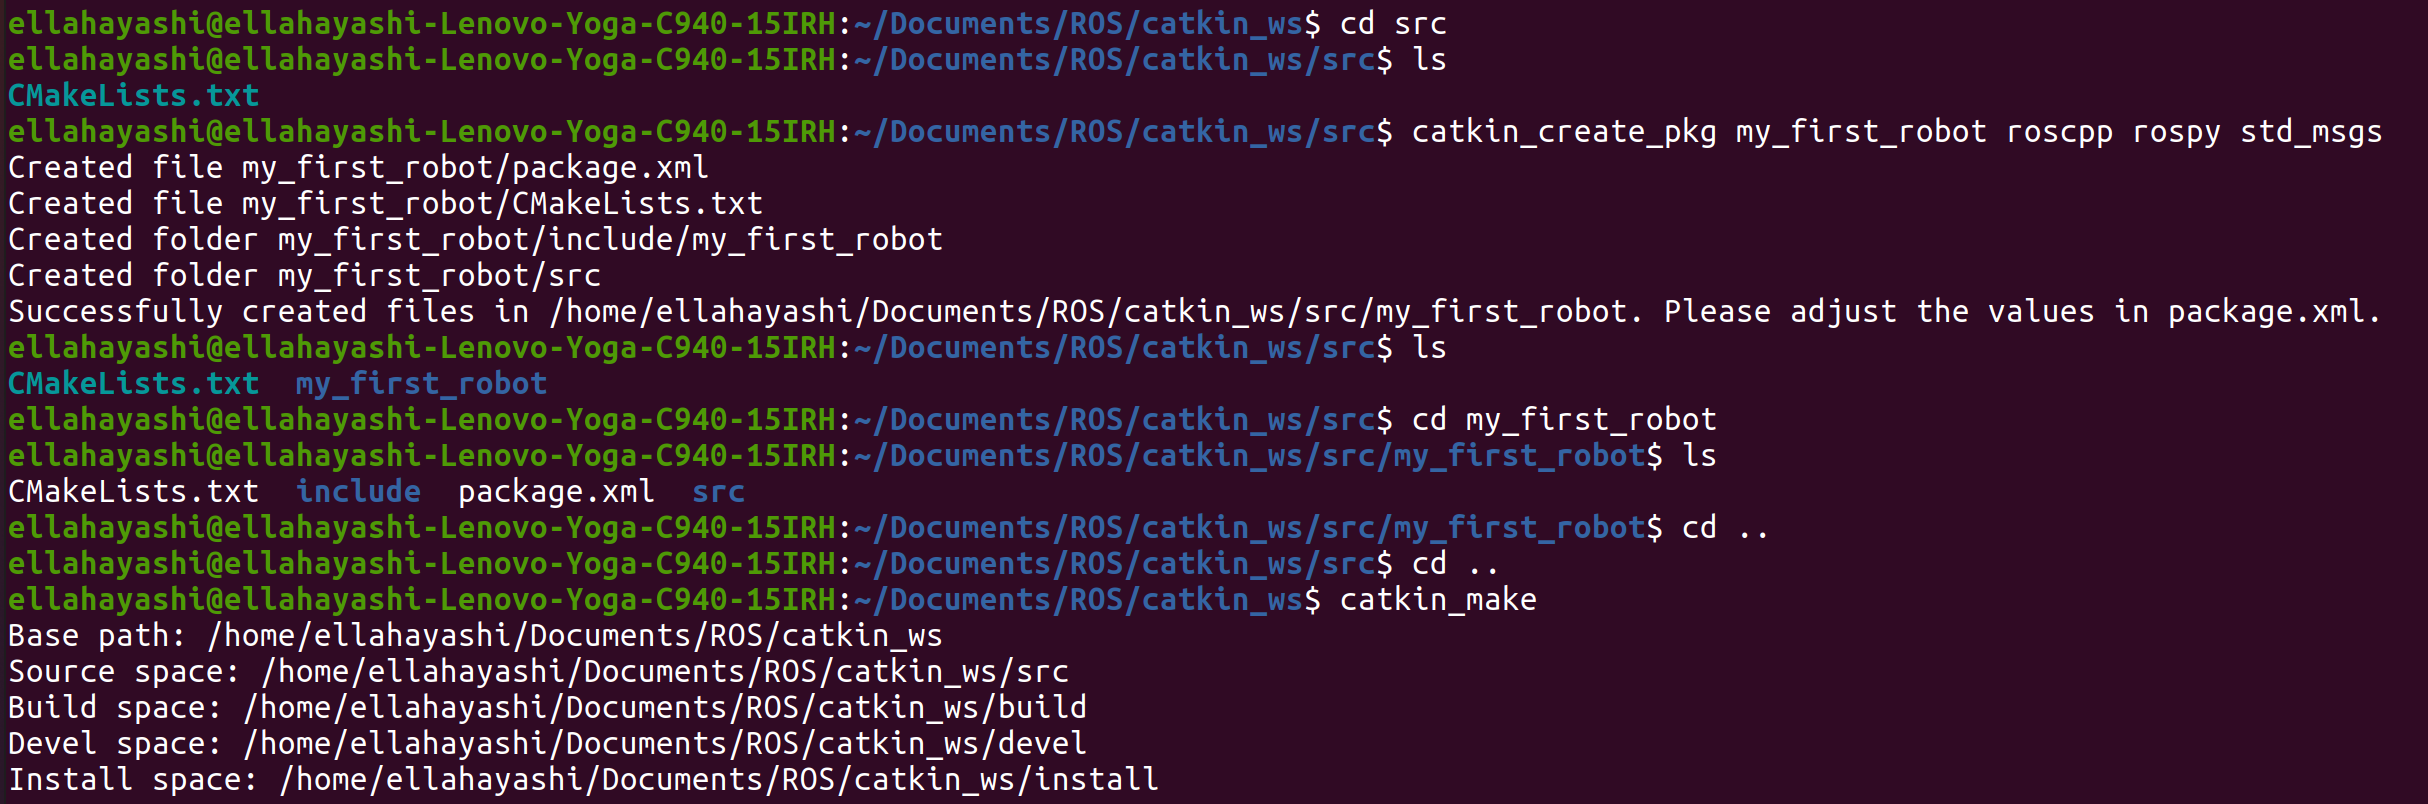 ellahayashi@ellahayashi-Lenovo-Yoga-C940-15IRH:~/Documents/ROS/catkin_ws$ cd src
ellahayashi@ellahayashi-Lenovo-Yoga-C940-15IRH:~/Documents/ROS/catkin_ws/src$ ls
CMakeLists.txt
ellahayashi@ellahayashi-Lenovo-Yoga-C940-15IRH:~/Documents/ROS/catkin_ws/src$ catkin_create_pkg my_first_robot roscpp rospy std_msgs
Created file my_first_robot/package.xml
Created file my_first_robot/CMakeLists.txt
Created folder my_first_robot/include/my_first_robot
Created folder my_first_robot/src
Successfully created files in /home/ellahayashi/Documents/ROS/catkin_ws/src/my_first_robot. Please adjust the values in package.xml.
ellahayashi@ellahayashi-Lenovo-Yoga-C940-15IRH:~/Documents/ROS/catkin_ws/src$ ls
CMakeLists.txt  my_first_robot
ellahayashi@ellahayashi-Lenovo-Yoga-C940-15IRH:~/Documents/ROS/catkin_ws/src$ cd my_first_robot
ellahayashi@ellahayashi-Lenovo-Yoga-C940-15IRH:~/Documents/ROS/catkin_ws/src/my_first_robot$ ls
CMakeLists.txt  include  package.xml  src
ellahayashi@ellahayashi-Lenovo-Yoga-C940-15IRH:~/Documents/ROS/catkin_ws/src/my_first_robot$ cd ..
ellahayashi@ellahayashi-Lenovo-Yoga-C940-15IRH:~/Documents/ROS/catkin_ws/src$ cd ..
ellahayashi@ellahayashi-Lenovo-Yoga-C940-15IRH:~/Documents/ROS/catkin_ws$ catkin_make
Base path: /home/ellahayashi/Documents/ROS/catkin_ws
Source space: /home/ellahayashi/Documents/ROS/catkin_ws/src
Build space: /home/ellahayashi/Documents/ROS/catkin_ws/build
Devel space: /home/ellahayashi/Documents/ROS/catkin_ws/devel
Install space: /home/ellahayashi/Documents/ROS/catkin_ws/install